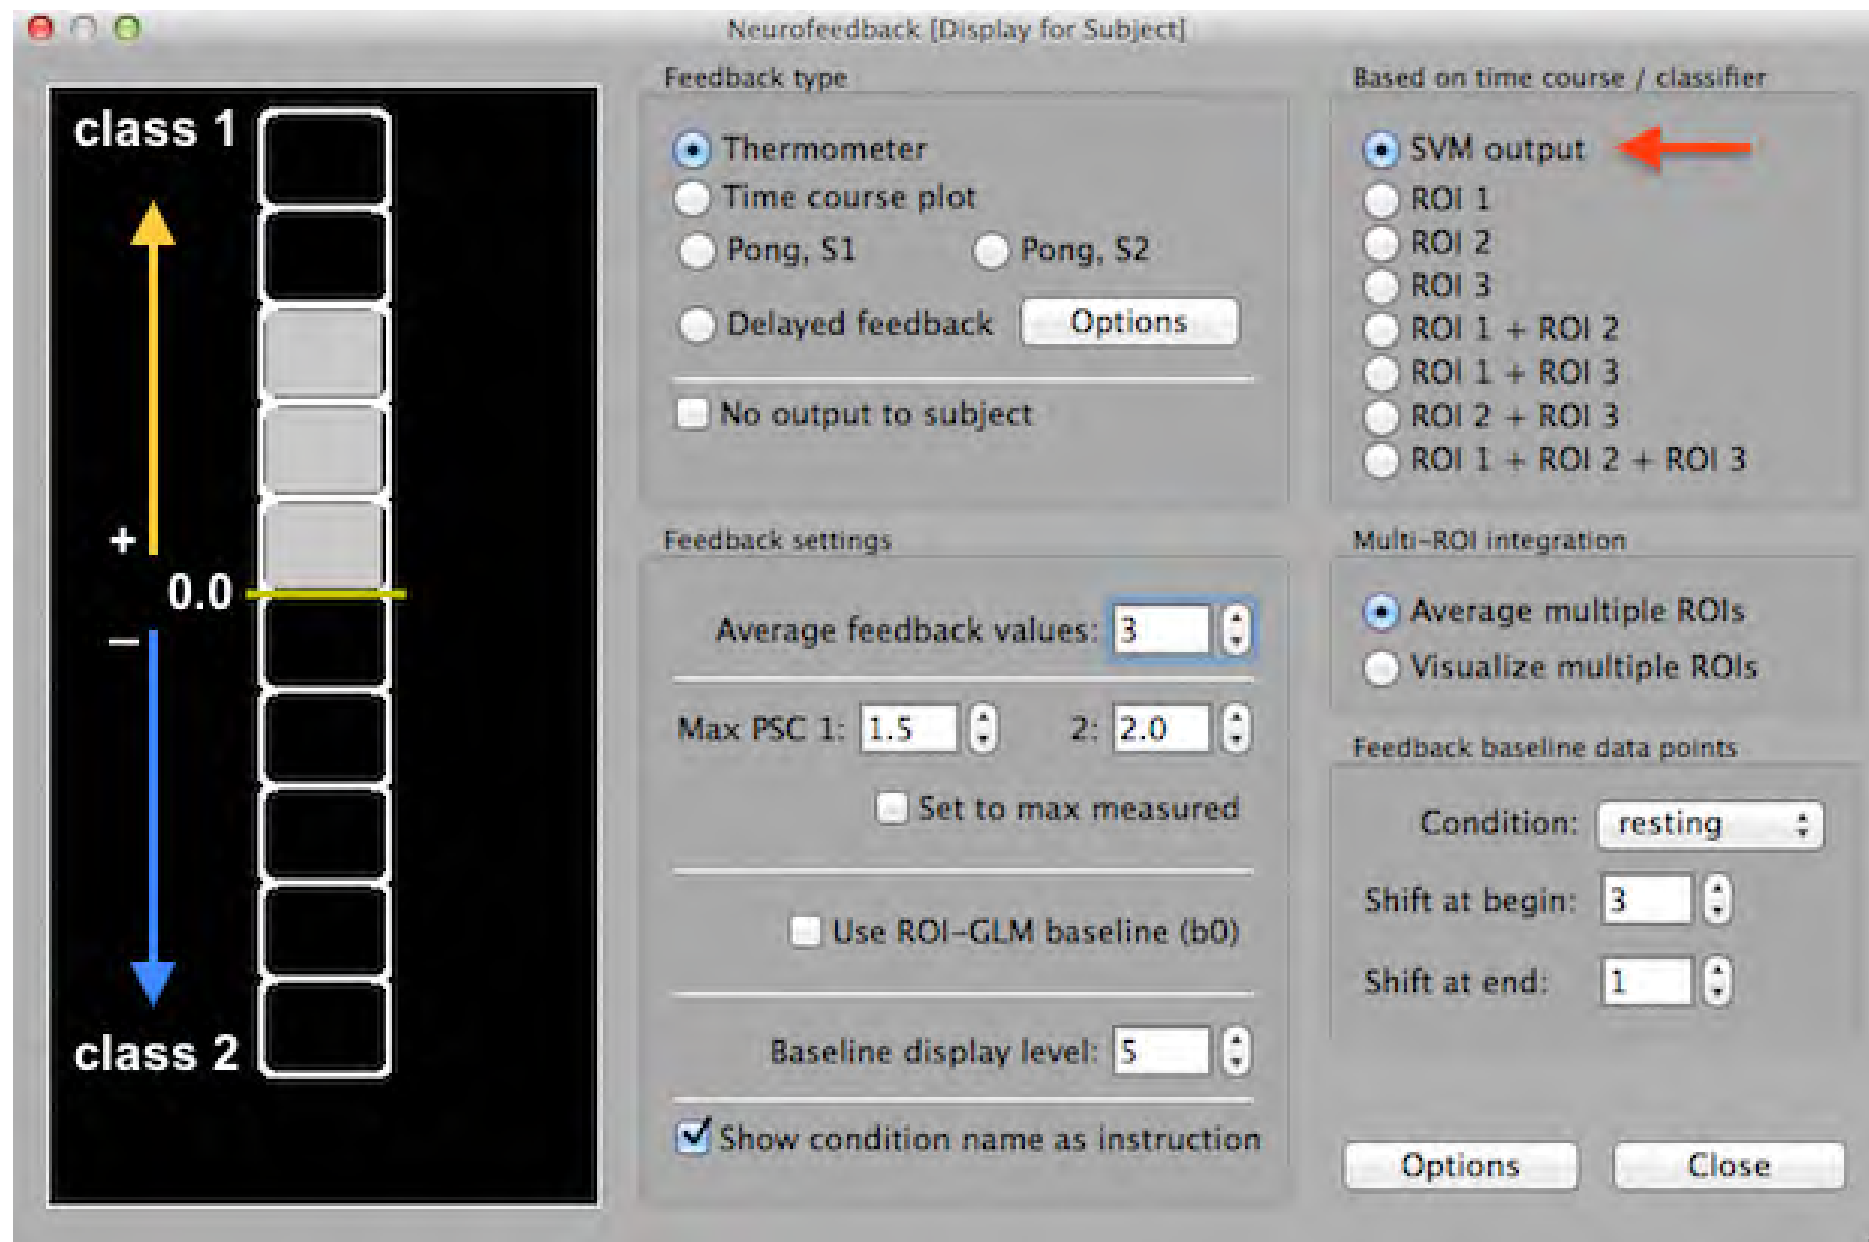 Neurofeedback [Display for Subject]
class 1
+
0.0
−
class 2
Feedback type
Thermometer
Time course plot
Pong, S1 Pong, S2
Delayed feedback Options
No output to subject
Feedback settings
Average feedback values: 3
Max PSC 1: 1.5 2: 2.0
Set to max measured
Use ROI-GLM baseline (b0)
Baseline display level: 5
Show condition name as instruction
Based on time course / classifier
SVM output
ROI 1
ROI 2
ROI 3
ROI 1 + ROI 2
ROI 1 + ROI 3
ROI 2 + ROI 3
ROI 1 + ROI 2 + ROI 3
Multi-ROI integration
Average multiple ROIs
Visualize multiple ROIs
Feedback baseline data points
Condition: resting
Shift at begin: 3
Shift at end: 1
Options Close